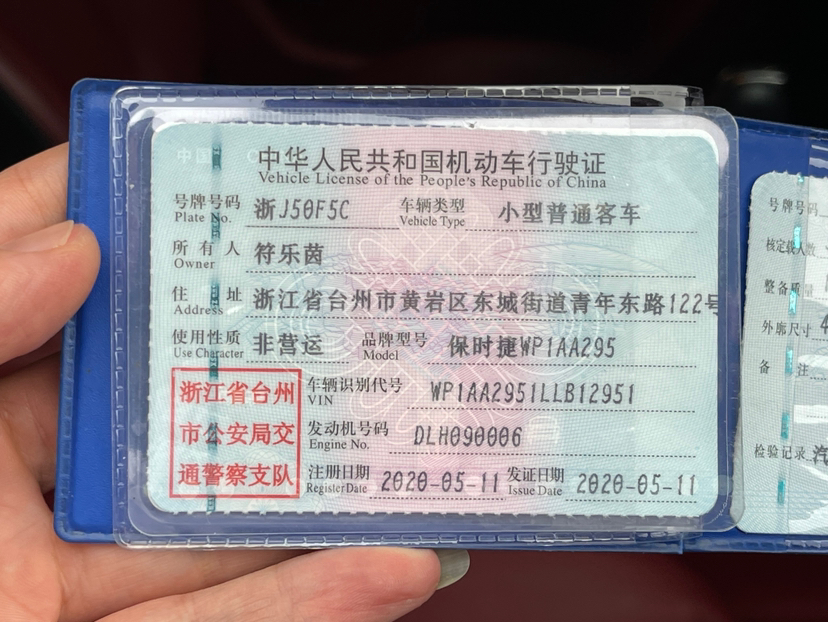 中国
中华人民共和国机动车行驶证
Vehicle License of the People's Republic of China
号牌号码 浙J50F5C 车辆类型 小型普通客车
Plate No. Vehicle Type
所有人 符乐茵
Owner
住址 浙江省台州市黄岩区东城街道青年东路122号
Address
使用性质 非营运 品牌型号 保时捷WP1AA295
Use Character Model
浙江省台州
市公安局交
通警察支队
车辆识别代号 WP1AA2951LLB12951
VIN
发动机号码 DLH090006
Engine No.
注册日期 2020-05-11 发证日期 2020-05-11
Register Date Issue Date
号牌号码
核定载人数
整备质量
外廓尺寸 4
备注
检验记录